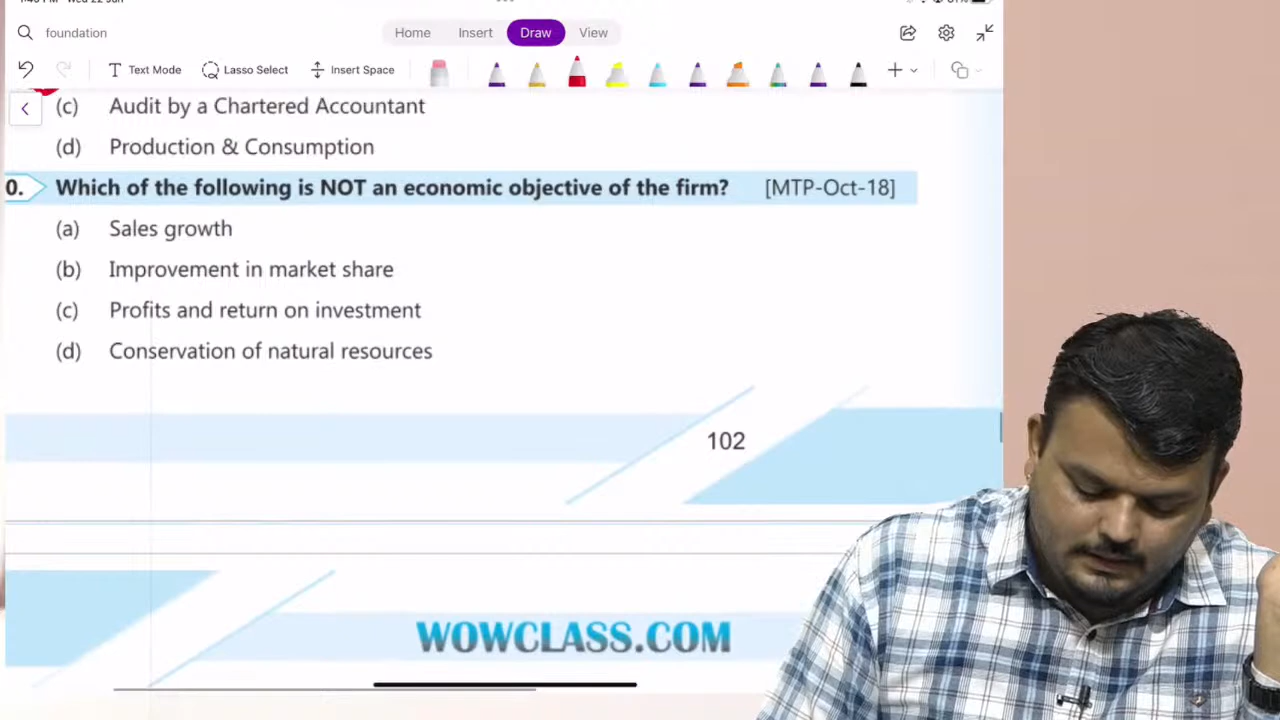 foundation
Home Insert Draw View
Text Mode Lasso Select Insert Space
(c) Audit by a Chartered Accountant
(d) Production & Consumption
0. Which of the following is NOT an economic objective of the firm? [MTP-Oct-18]
(a) Sales growth
(b) Improvement in market share
(c) Profits and return on investment
(d) Conservation of natural resources
102
WOWCLASS.COM